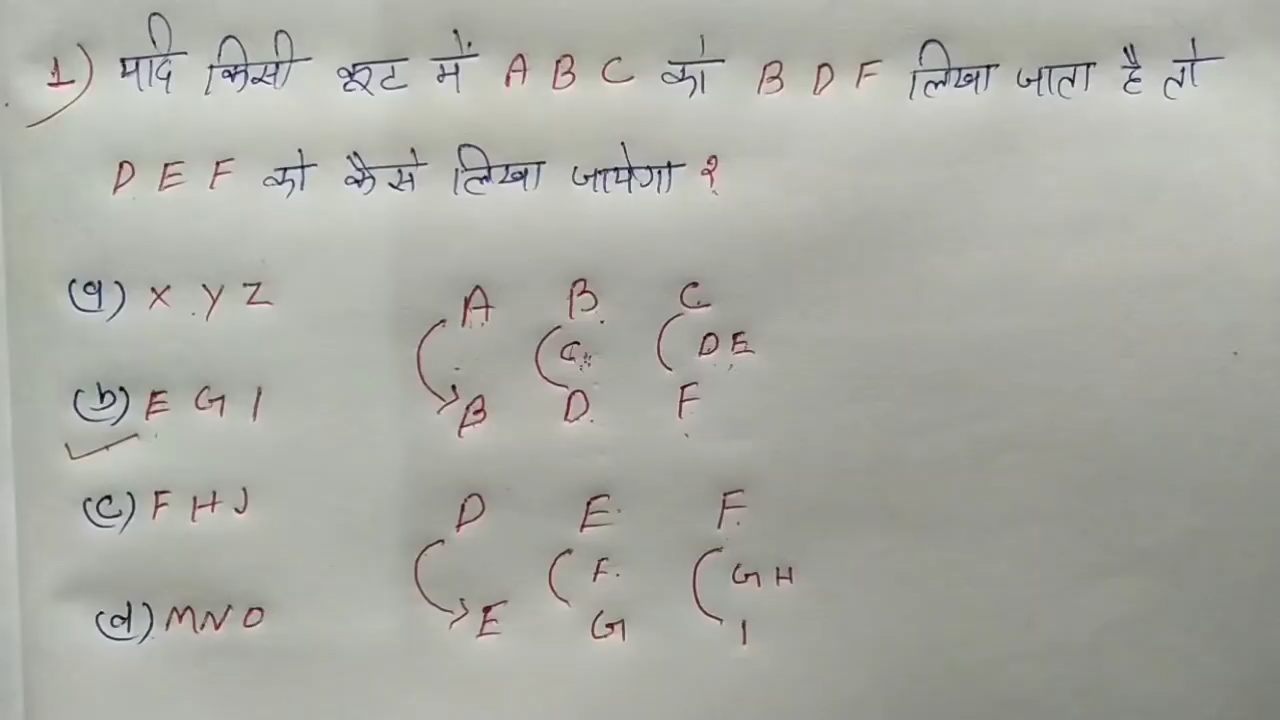 1) यदि किसी कूट में A B C को B D F लिखा जाता है तो
D E F को कैसे लिखा जायेगा ?
(a) X Y Z
A B C
C D E
(b) E G I
B D F
(c) F H J
D E F
F G H
(d) M N O
E G I